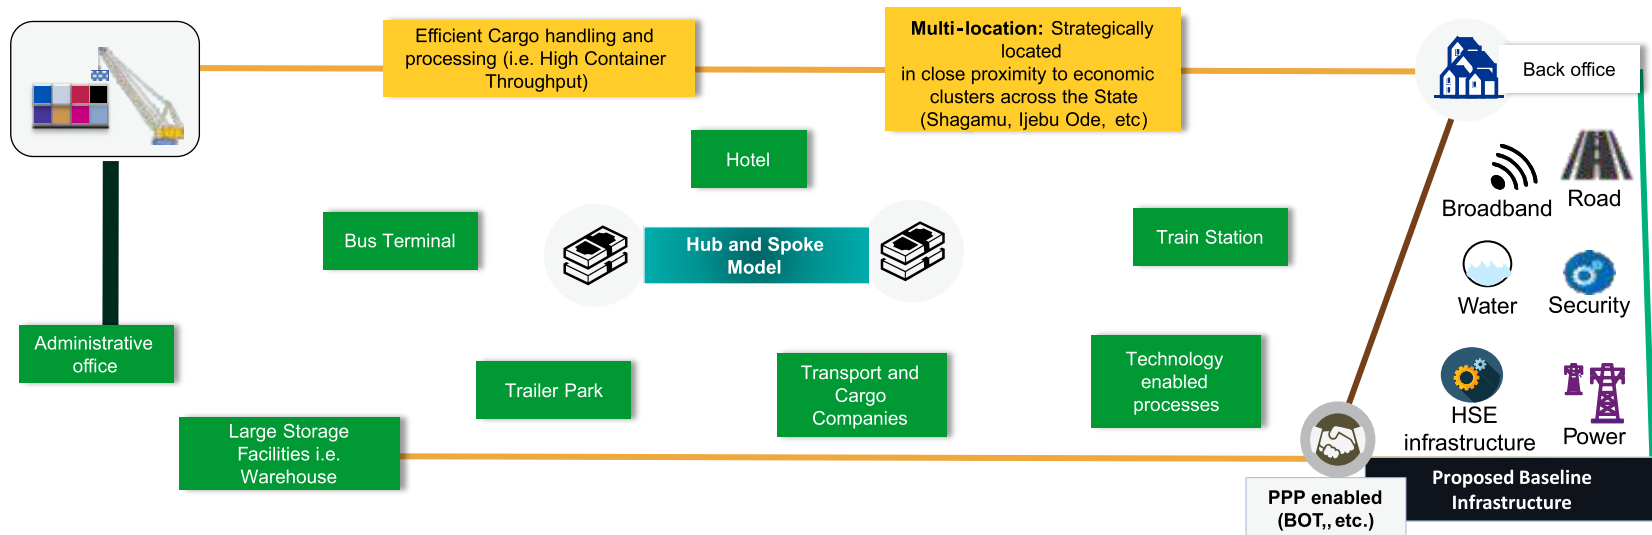 Efficient Cargo handling and
processing (i.e. High Container
Throughput)
Multi-location: Strategically
located
in close proximity to economic
clusters across the State
(Shagamu, Ijebu Ode, etc)
Back office
Hotel
Broadband
Road
Bus Terminal
Hub and Spoke
Model
Train Station
Water
Security
Administrative
office
Trailer Park
Transport and
Cargo
Companies
Technology
enabled
processes
HSE
infrastructure
Power
Large Storage
Facilities i.e.
Warehouse
PPP enabled
(BOT,, etc.)
Proposed Baseline
Infrastructure